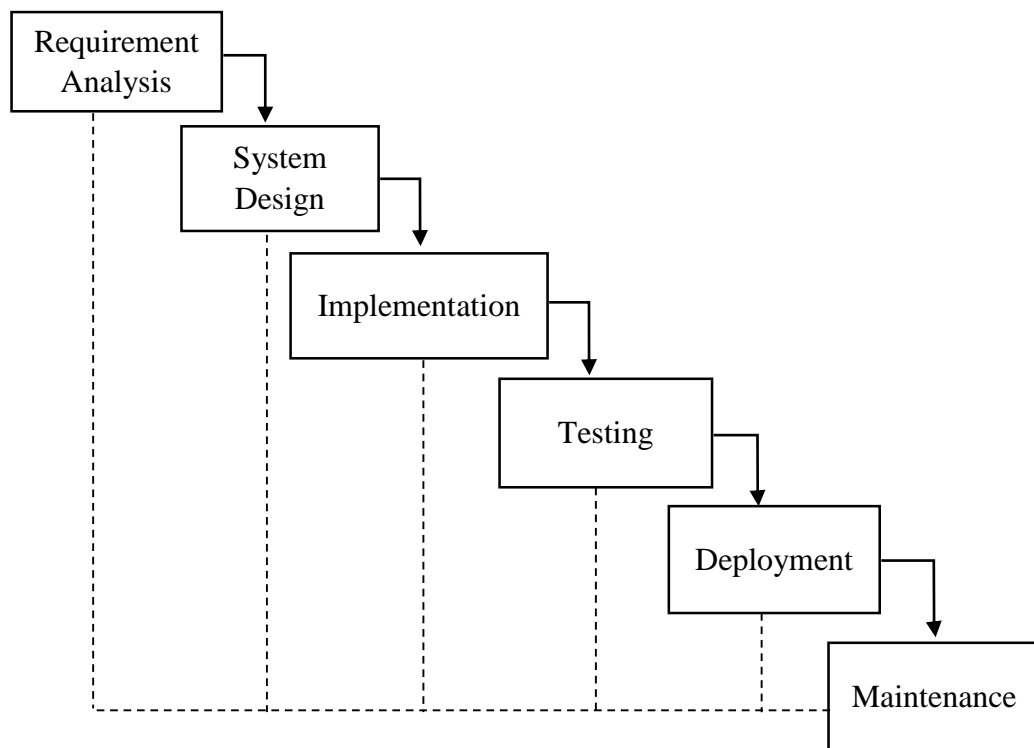 Requirement
Analysis
System
Design
Implementation
Testing
Deployment
Maintenance